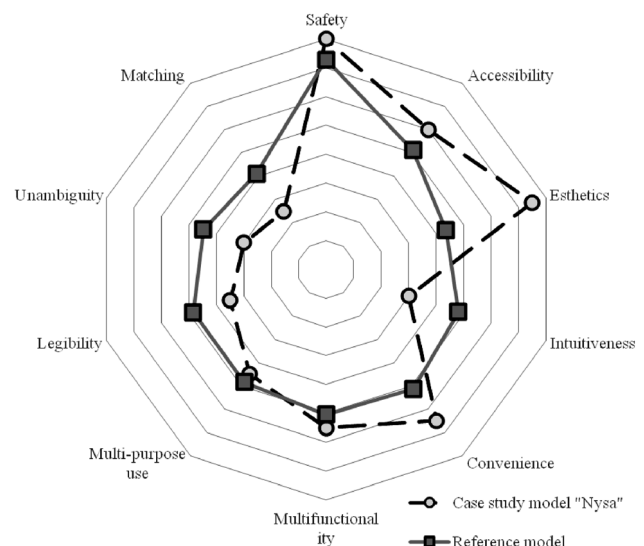 Safety
Matching
Accessibility
Unambiguity
Esthetics
Legibility
Intuitiveness
Multi-purpose
use
Convenience
Multifunctional
ity
Case study model "Nysa"
Reference model